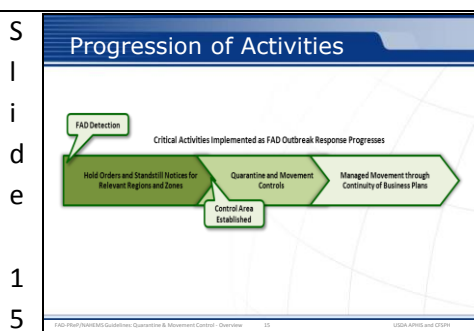 S
l
i
d
e
1
5
Progression of Activities
FAD Detection
Critical Activities Implemented as FAD Outbreak Response Progresses
Hold Orders and Standstill Notices for
Relevant Regions and Zones
Quarantine and Movement
Controls
Managed Movement through
Continuity of Business Plans
Control Area
Established
FAD-PReP/NAHEMS Guidelines: Quarantine & Movement Control - Overview 15 USDA APHIS and CFSPH